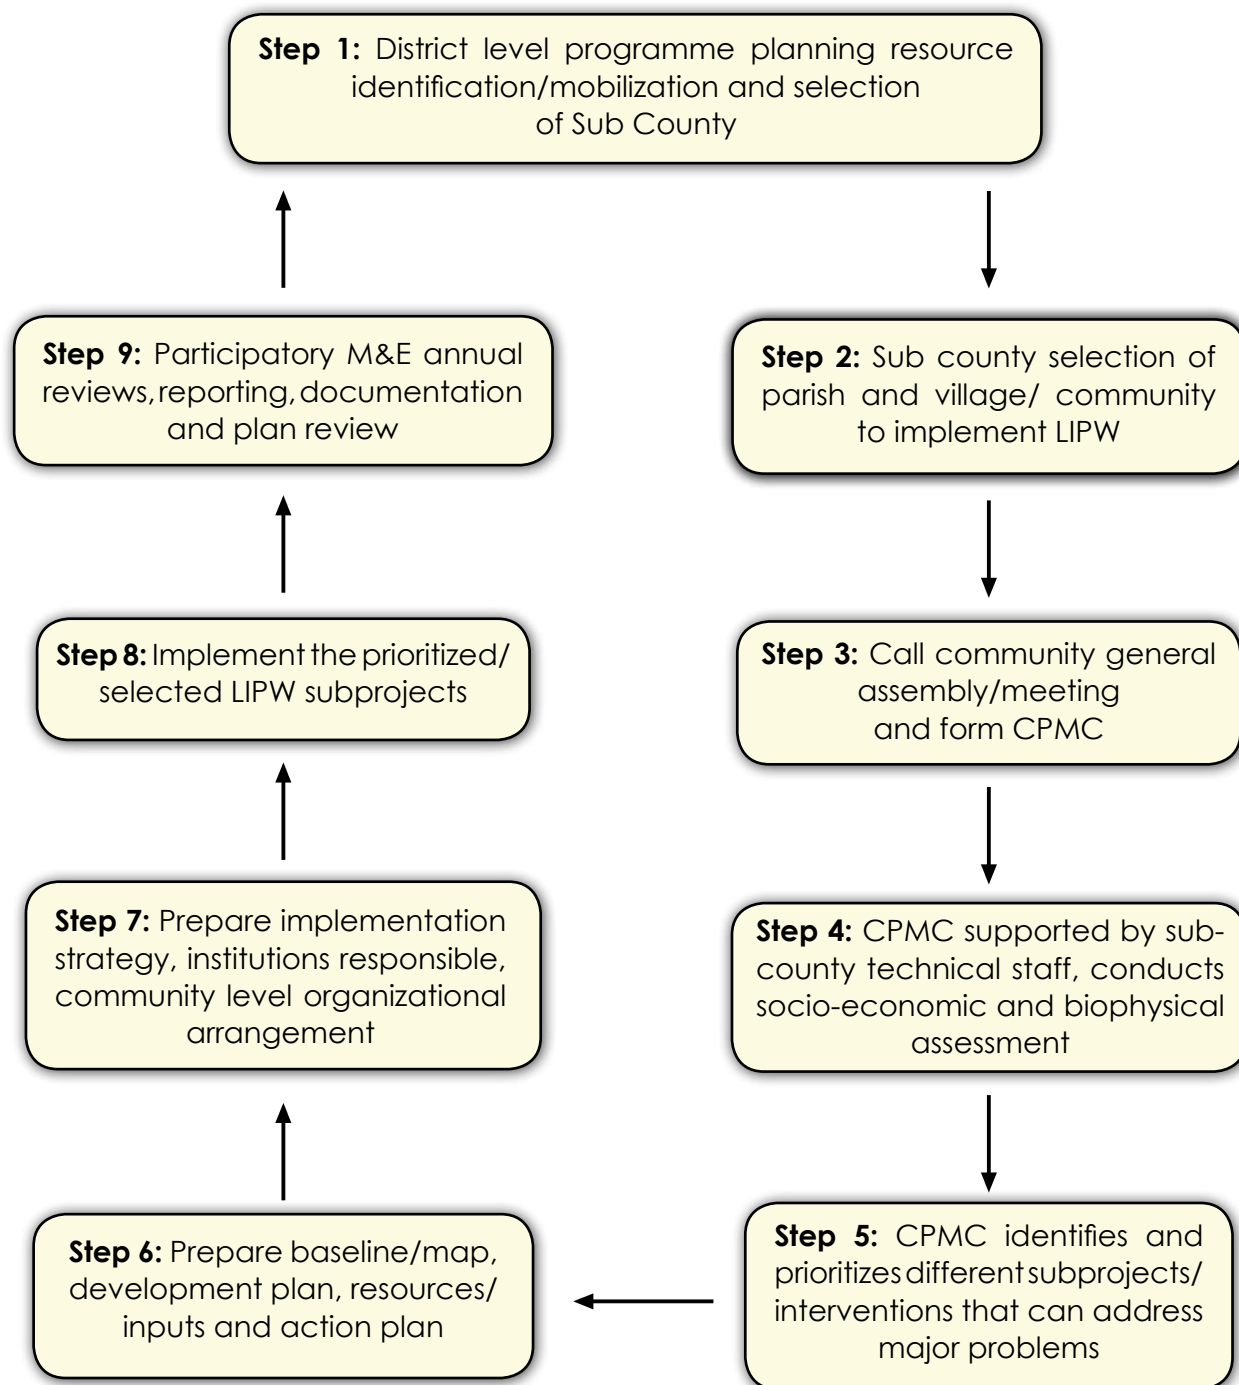 Step 1: District level programme planning resource
identification/mobilization and selection
of Sub County
Step 2: Sub county selection of
parish and village/ community
to implement LIPW
Step 3: Call community general
assembly/meeting
and form CPMC
Step 4: CPMC supported by sub-
county technical staff, conducts
socio-economic and biophysical
assessment
Step 5: CPMC identifies and
prioritizes different subprojects/
interventions that can address
major problems
Step 6: Prepare baseline/map,
development plan, resources/
inputs and action plan
Step 7: Prepare implementation
strategy, institutions responsible,
community level organizational
arrangement
Step 8: Implement the prioritized/
selected LIPW subprojects
Step 9: Participatory M&E annual
reviews, reporting, documentation
and plan review